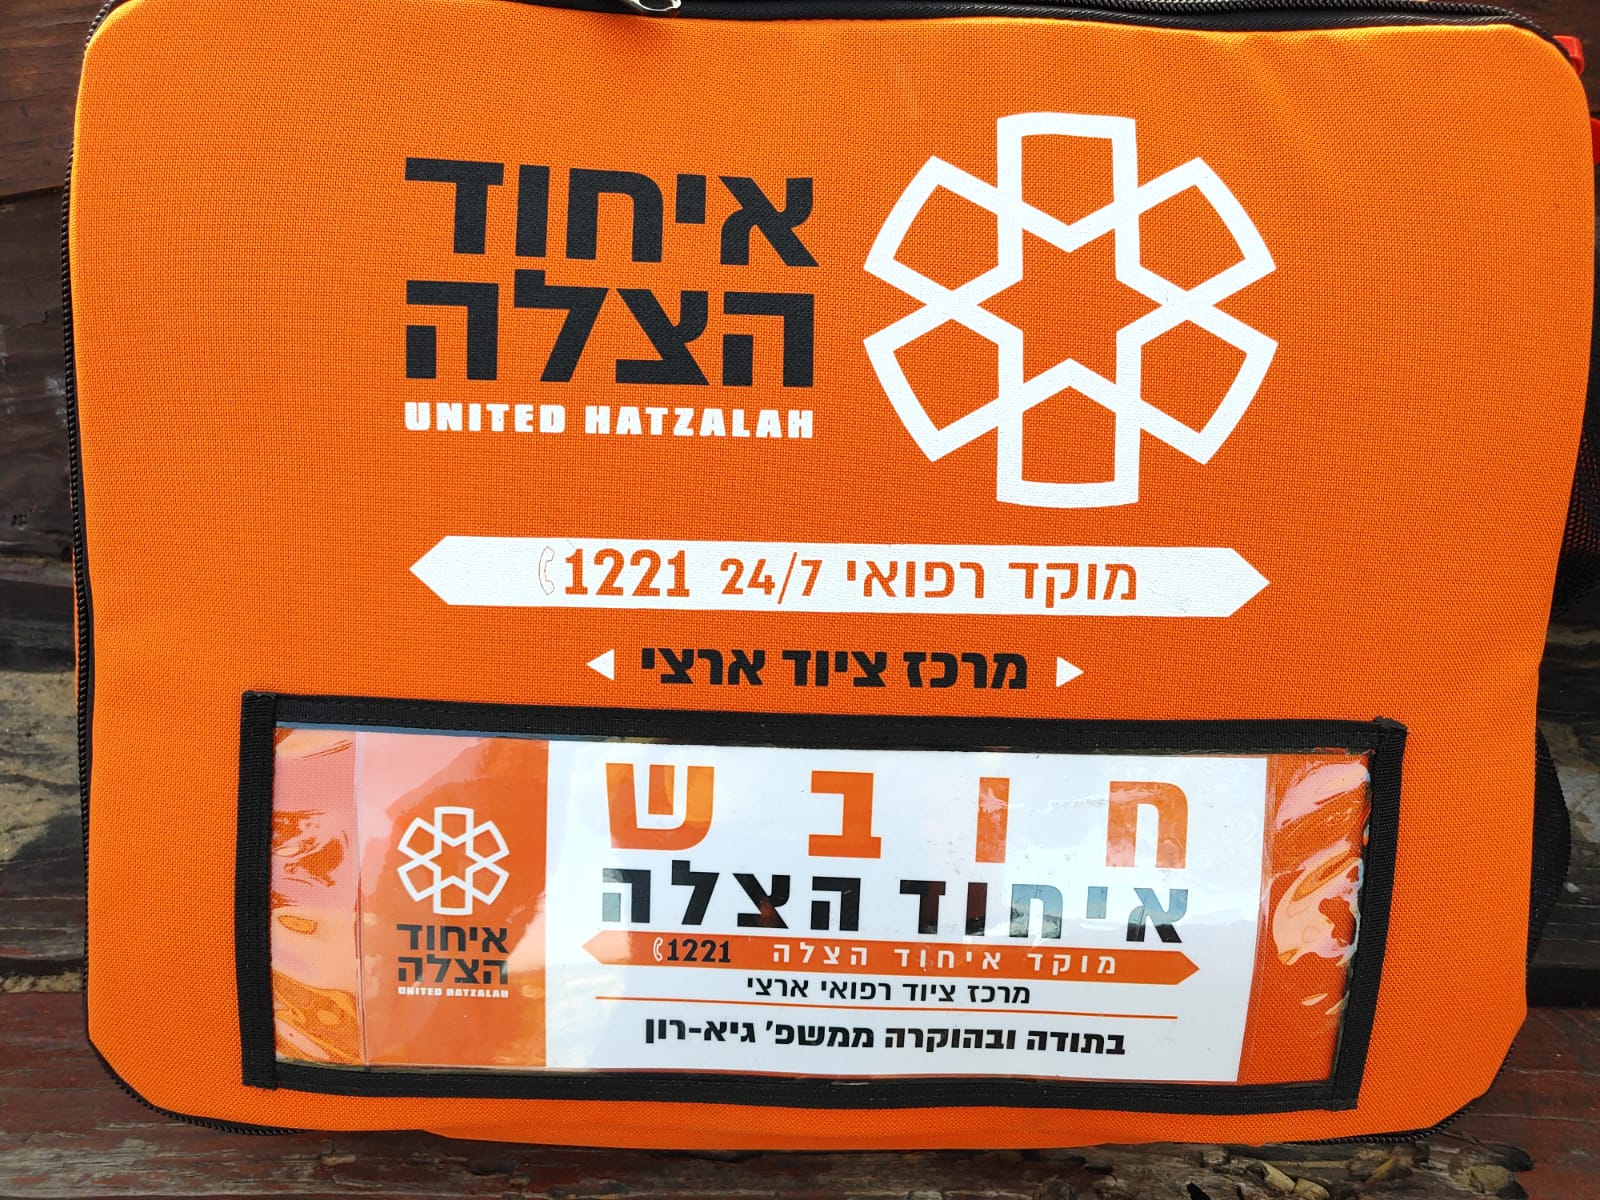 איחוד
הצלה
UNITED HATZALAH
מוקד רפואי 24/7 1221
מרכז ציוד ארצי
חובש
איחוד הצלה
מוקד איחוד הצלה 1221
מרכז ציוד רפואי ארצי
בתודה ובהוקרה ממשפ' גיא-רון
איחוד
הצלה
UNITED HATZALAH